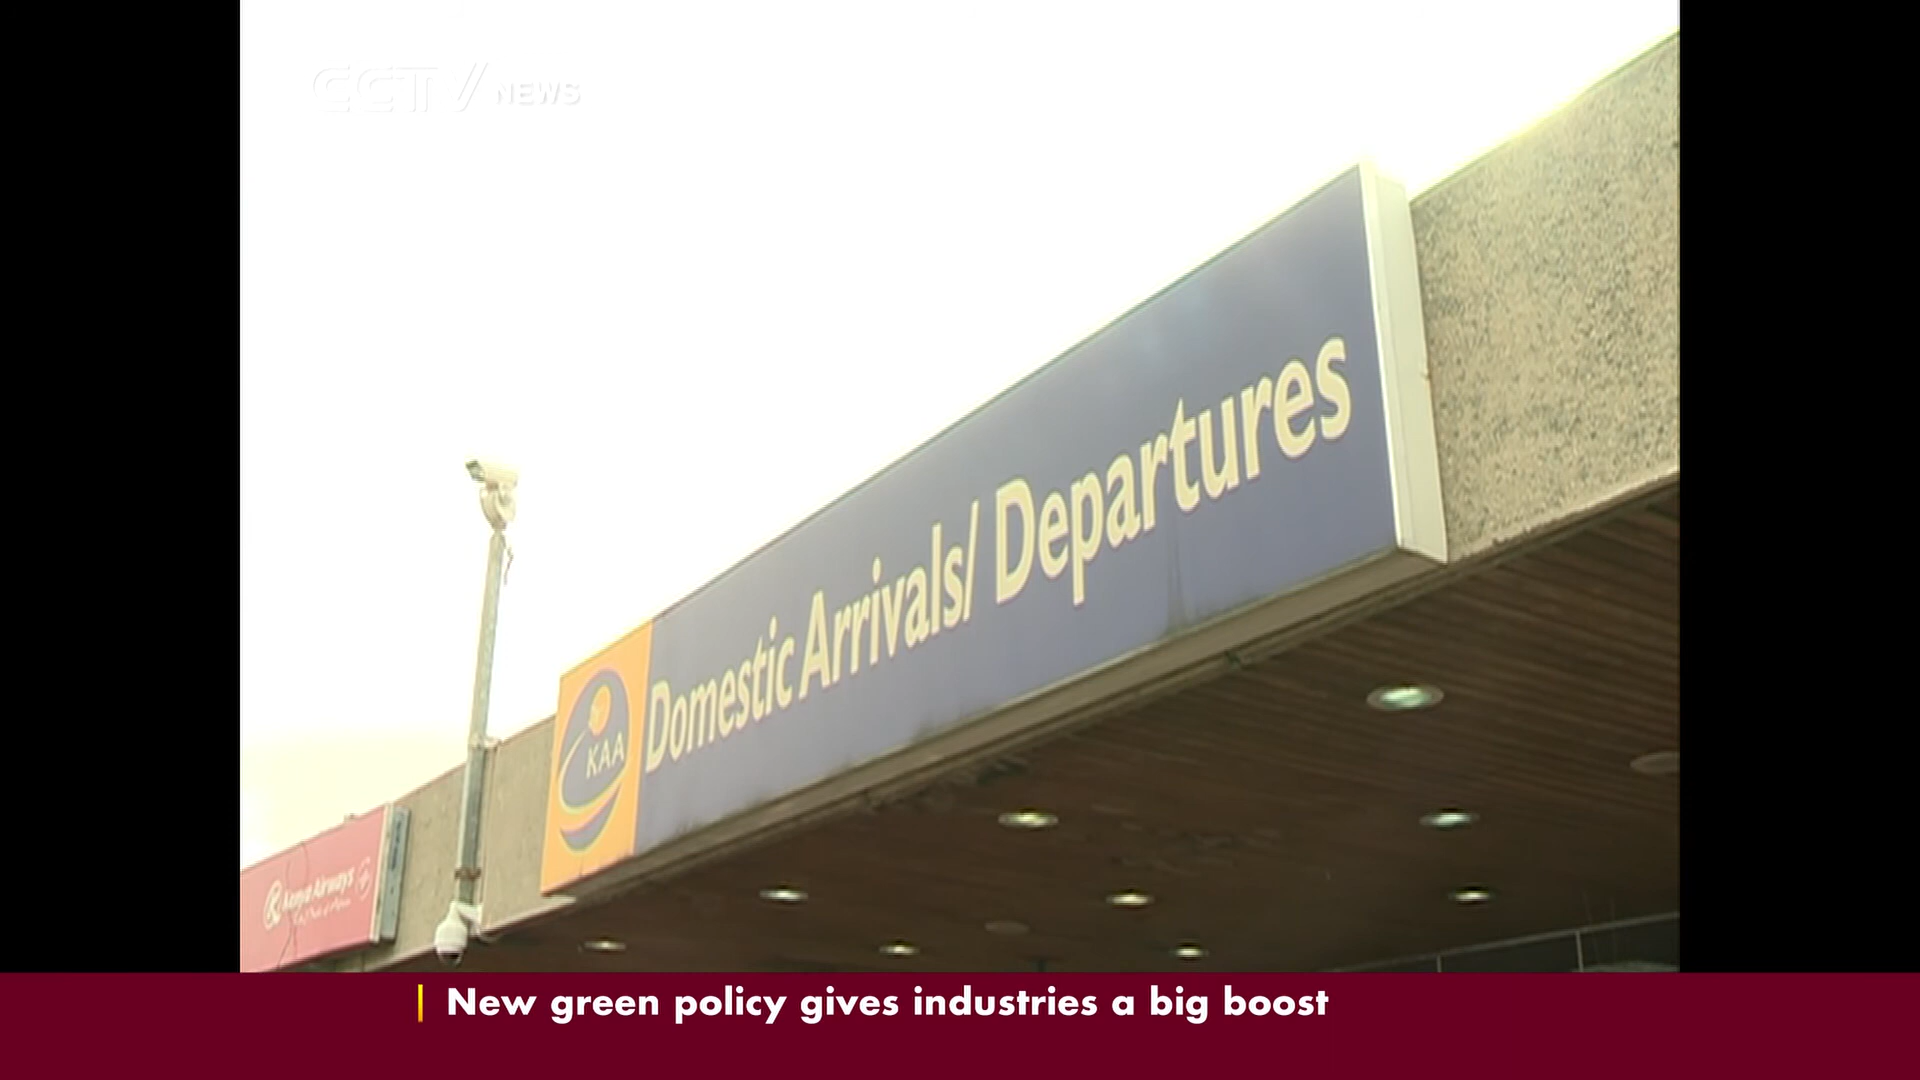 CCTV NEWS
Domestic Arrivals/ Departures
KAA
Kenya Airways
New green policy gives industries a big boost